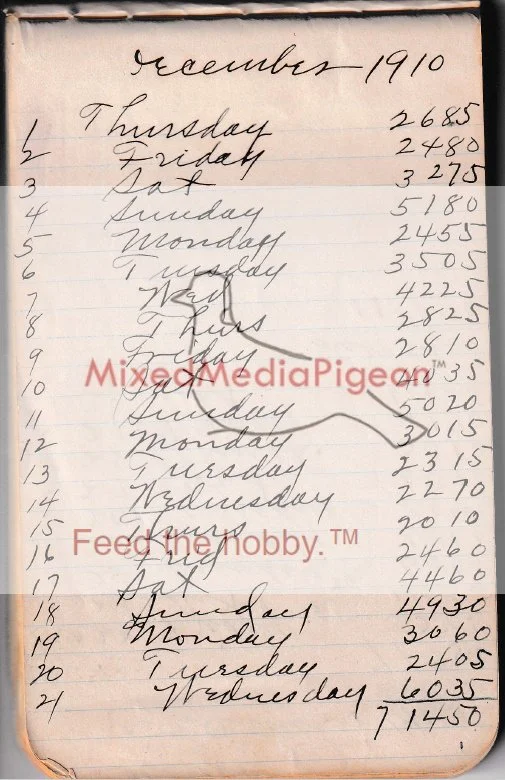 December 1910
1 Thursday 2685
2 Friday 2480
3 Sat 3275
4 Sunday 5180
5 Monday 2455
6 Tuesday 3505
7 Wed 4225
8 Thurs 2825
9 Friday 2810
MixedMediaPigeon™
10 Sat 4035
11 Sunday 5020
12 Monday 3015
13 Tuesday 2315
14 Wednesday 2270
15 Thurs 2010
Feed the hobby.™
16 Frid 2460
17 Sat 4460
18 Sunday 4930
19 Monday 3060
20 Tuesday 2405
21 Wednesday 6035
71450